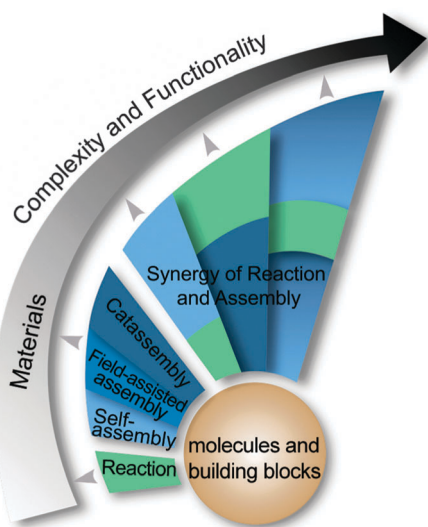 Complexity and Functionality
Materials
Synergy of Reaction
and Assembly
Catassembly
Field-assisted
assembly
Self-
assembly
Reaction
molecules and
building blocks